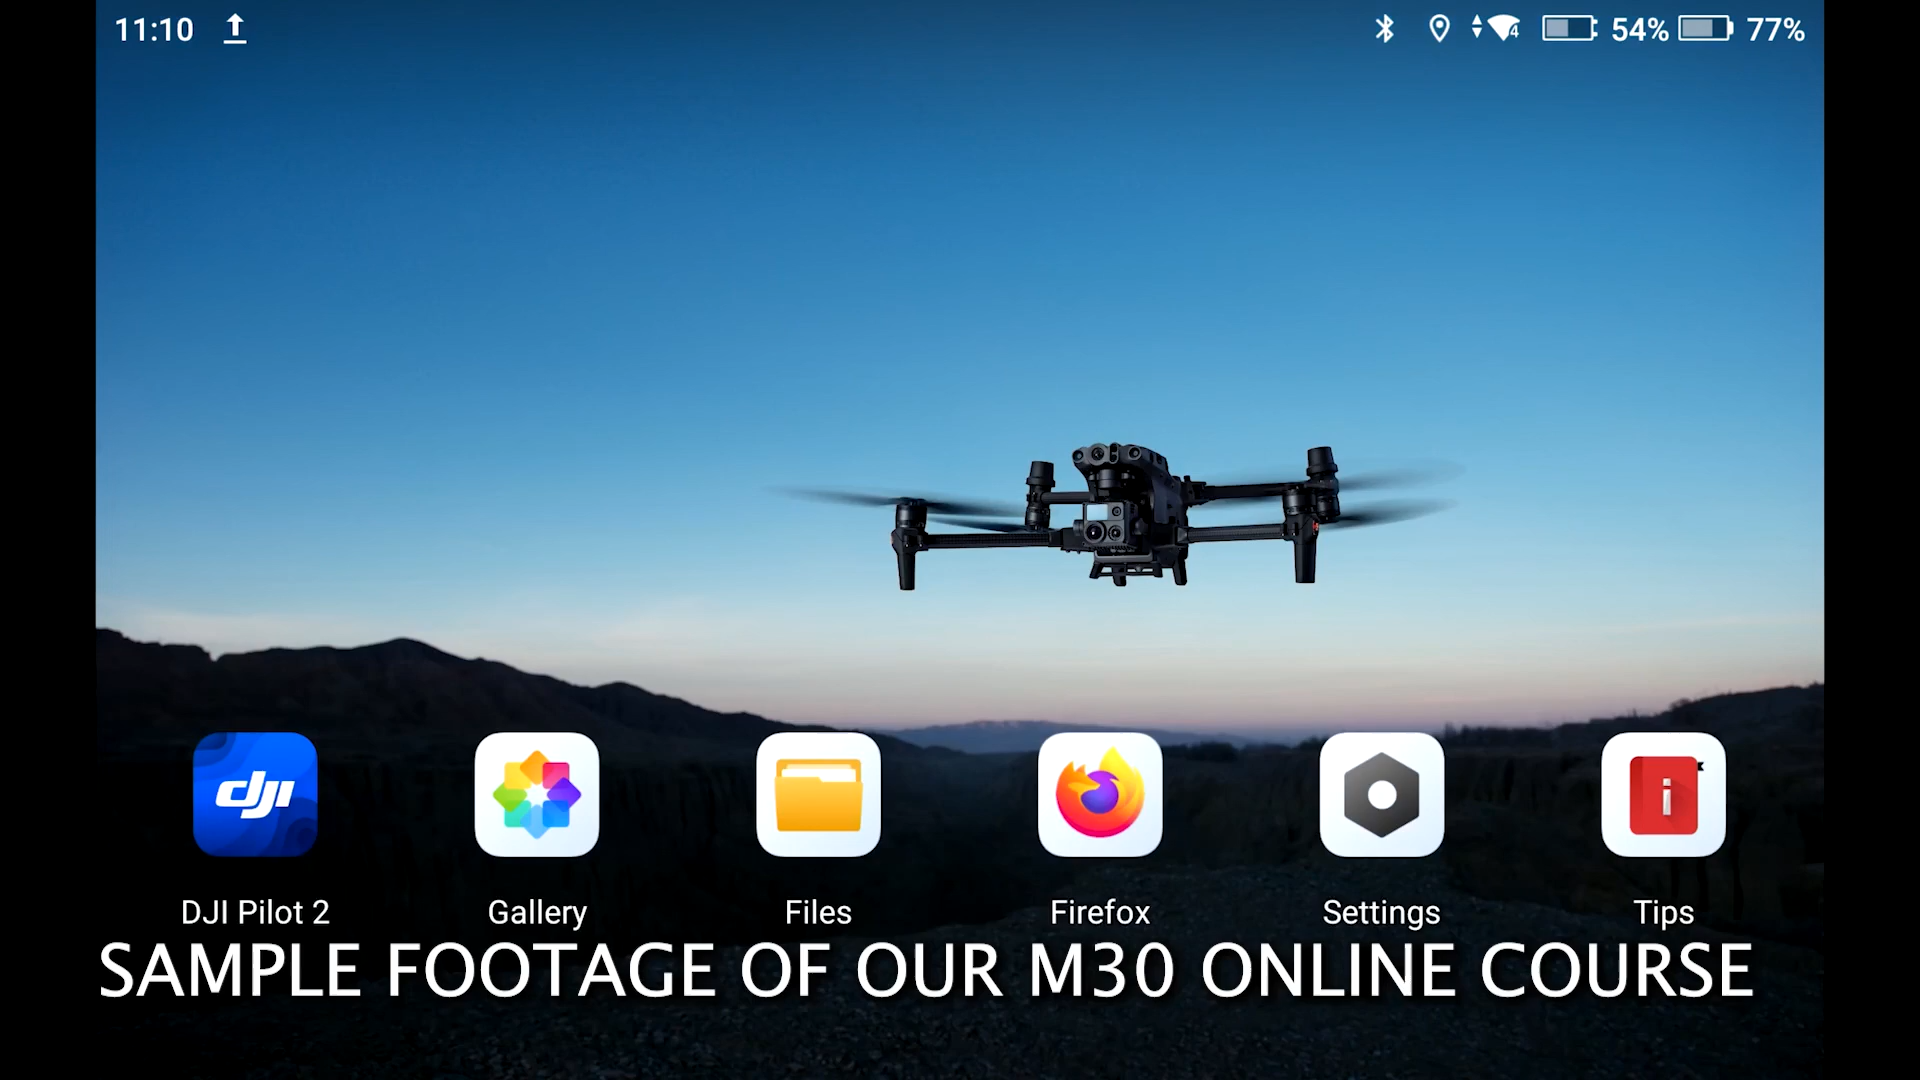 11:10
4 54% 77%
dji
i
DJI Pilot 2 Gallery Files Firefox Settings Tips
SAMPLE FOOTAGE OF OUR M30 ONLINE COURSE